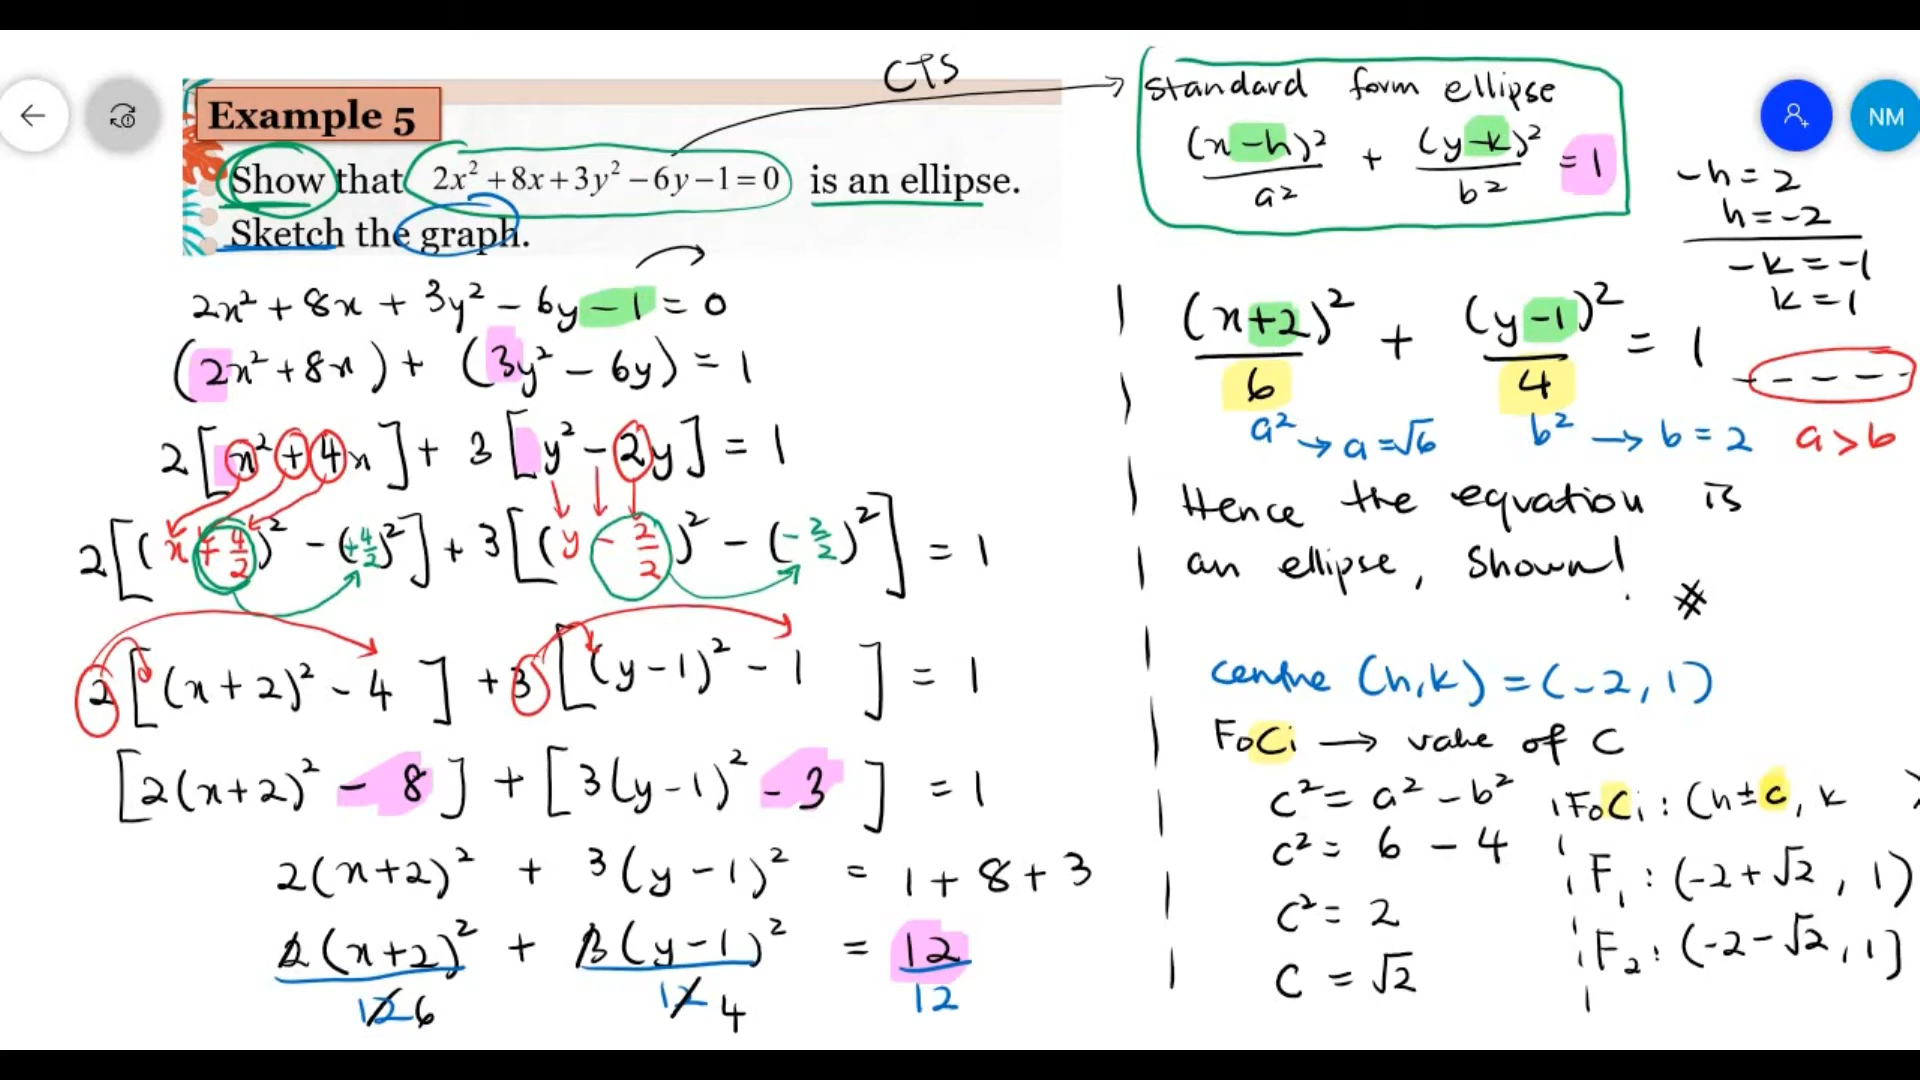 CTS
Example 5
Show that 2x² + 8x + 3y² − 6y − 1 = 0 is an ellipse.
Sketch the graph.
2x² + 8x + 3y² − 6y − 1 = 0
(2x² + 8x) + (3y² − 6y) = 1
2[x² + 4x] + 3[y² − 2y] = 1
2[(x + 4/2)² − (+4/2)²] + 3[(y − 2/2)² − (−2/2)²] = 1
2[(x+2)² − 4] + 3[(y−1)² − 1] = 1
[2(x+2)² − 8] + [3(y−1)² − 3] = 1
2(x+2)² + 3(y−1)² = 1 + 8 + 3
2(x+2)² + 3(y−1)² = 12
12 6 12 4 12
standard form ellipse
(x−h)²/a² + (y−k)²/b² = 1
−h = 2
h = −2
−k = −1
k = 1
(x+2)²/6 + (y−1)²/4 = 1
a² → a = √6 b² → b = 2 a > b
Hence the equation is
an ellipse, shown! #
centre (h,k) = (−2, 1)
FoCi → value of C
c² = a² − b²
c² = 6 − 4
c² = 2
C = √2
FoCi : (h±c, k )
F₁ : (−2+√2, 1)
F₂ : (−2−√2, 1)
NM